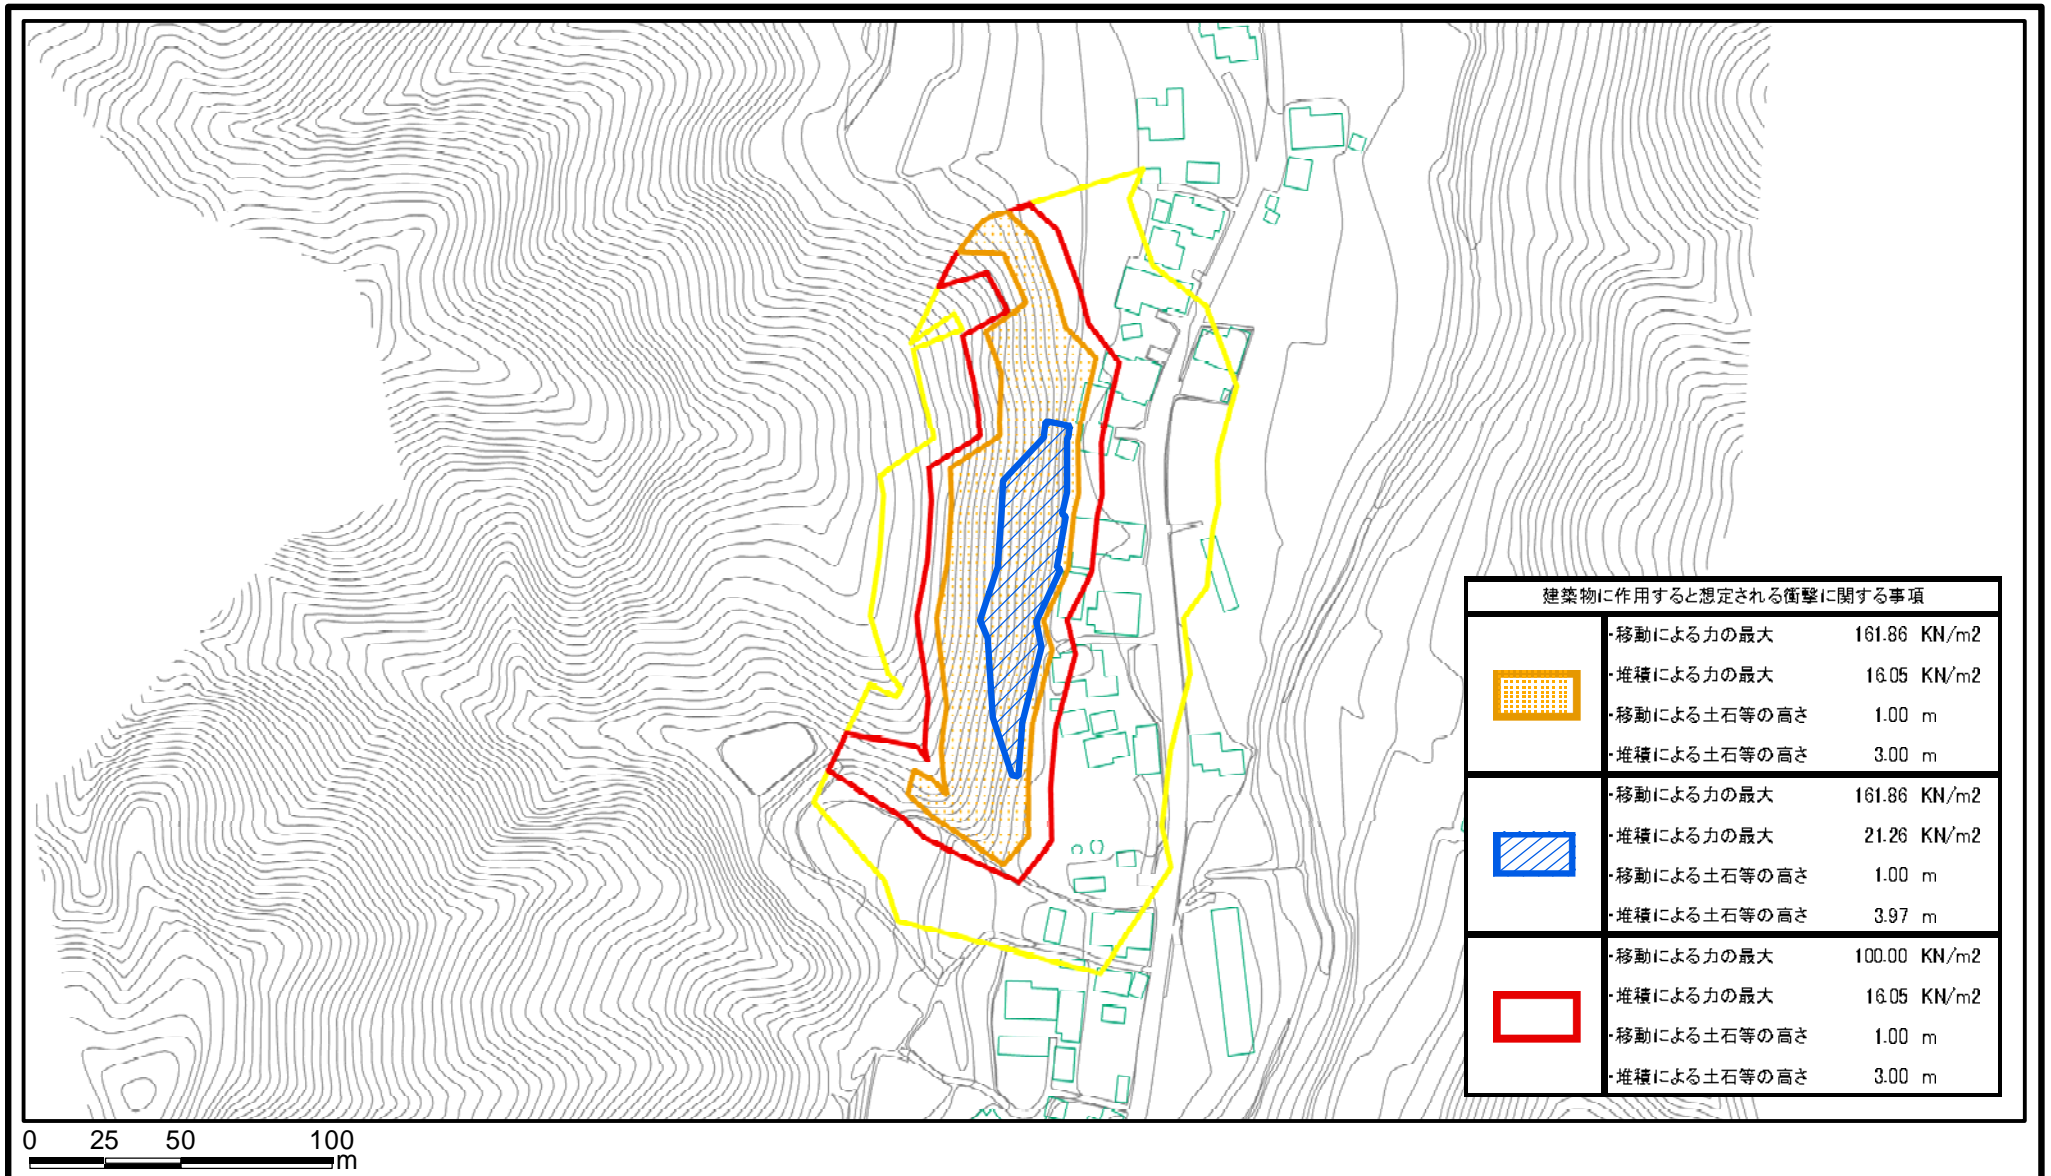 建築物に作用すると想定される衝撃に関する事項
・移動による力の最大 161.86 KN/m2
・堆積による力の最大 16.05 KN/m2
・移動による土石等の高さ 1.00 m
・堆積による土石等の高さ 3.00 m
・移動による力の最大 161.86 KN/m2
・堆積による力の最大 21.26 KN/m2
・移動による土石等の高さ 1.00 m
・堆積による土石等の高さ 3.97 m
・移動による力の最大 100.00 KN/m2
・堆積による力の最大 16.05 KN/m2
・移動による土石等の高さ 1.00 m
・堆積による土石等の高さ 3.00 m
0 25 50 100
m